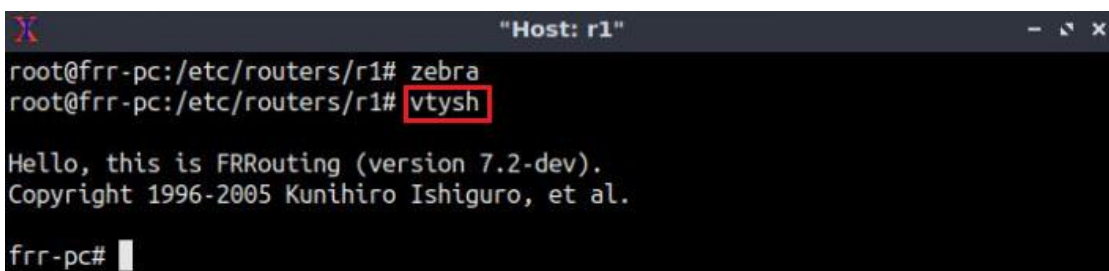 "Host: r1"
root@frr-pc:/etc/routers/r1# zebra
root@frr-pc:/etc/routers/r1# vtysh
Hello, this is FRRouting (version 7.2-dev).
Copyright 1996-2005 Kunihiro Ishiguro, et al.
frr-pc#